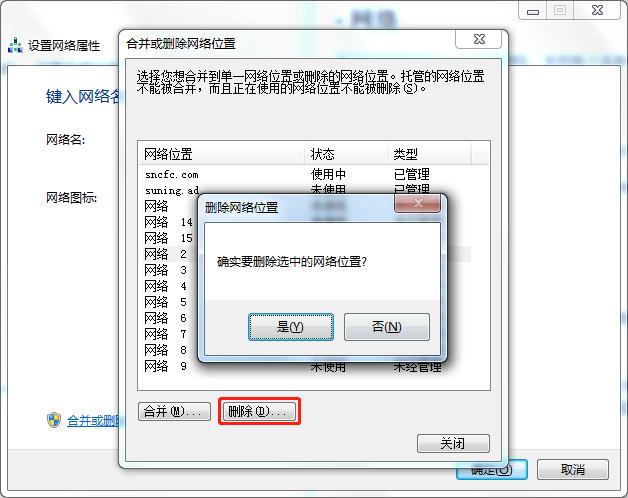 网络
设置网络属性
合并或删除网络位置
选择您想合并到单一网络位置或删除的网络位置。托管的网络位置
不能被合并，而且正在使用的网络位置不能被删除(S)。
键入网络名
网络名:
网络图标:
网络位置 状态 类型
sncfc.com 使用中 已管理
suning.ad 未使用 已管理
网络
网络 14
网络 15
网络 2
网络 3
网络 4
网络 5
网络 6
网络 7
网络 8
网络 9 未使用 未经管理
删除网络位置
确实要删除选中的网络位置?
是(Y) 否(N)
合并(M)... 删除(D)...
合并或删除
关闭
确定(O) 取消